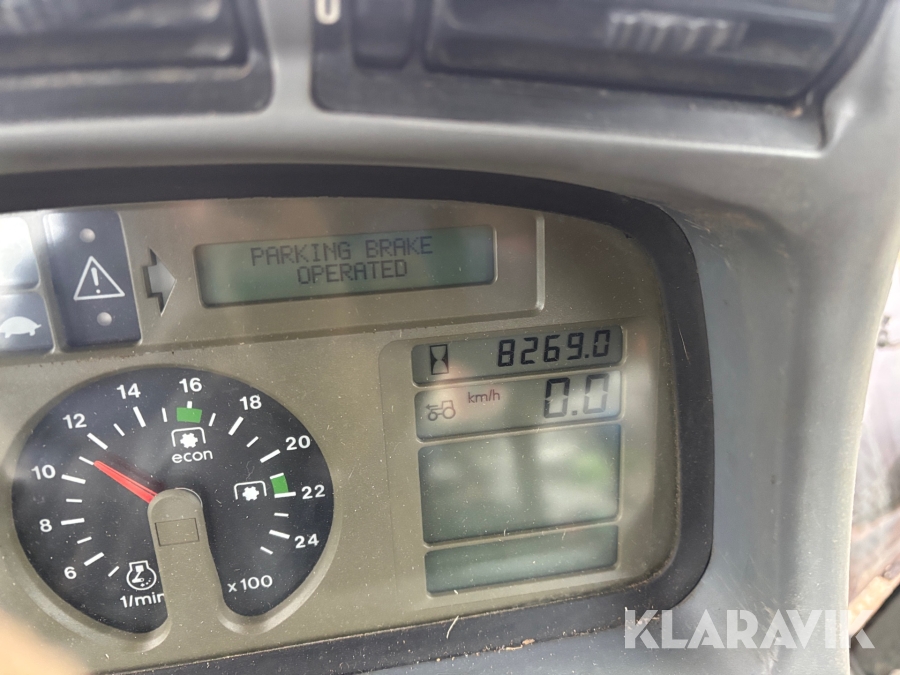 0
PARKING BRAKE
OPERATED
8269.0
km/h
0.0
6
8
10
12
14
16
18
20
22
24
econ
x100
1/min
KLARAVIK